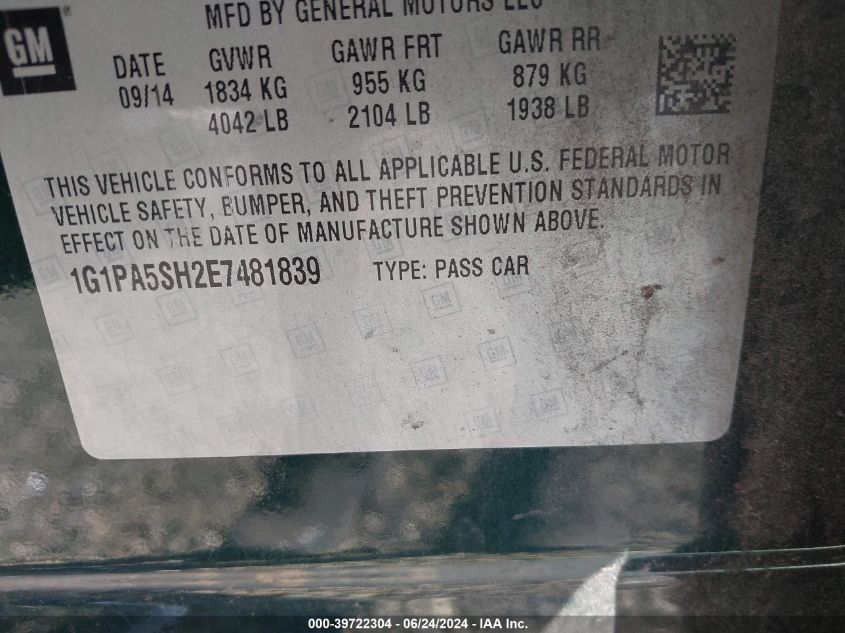 MFD BY GENERAL MOTORS LLC
GM
DATE GVWR GAWR FRT GAWR RR
09/14 1834 KG 955 KG 879 KG
4042 LB 2104 LB 1938 LB
THIS VEHICLE CONFORMS TO ALL APPLICABLE U.S. FEDERAL MOTOR
VEHICLE SAFETY, BUMPER, AND THEFT PREVENTION STANDARDS IN
EFFECT ON THE DATE OF MANUFACTURE SHOWN ABOVE.
1G1PA5SH2E7481839 TYPE: PASS CAR
000-39722304 - 06/24/2024 - IAA Inc.